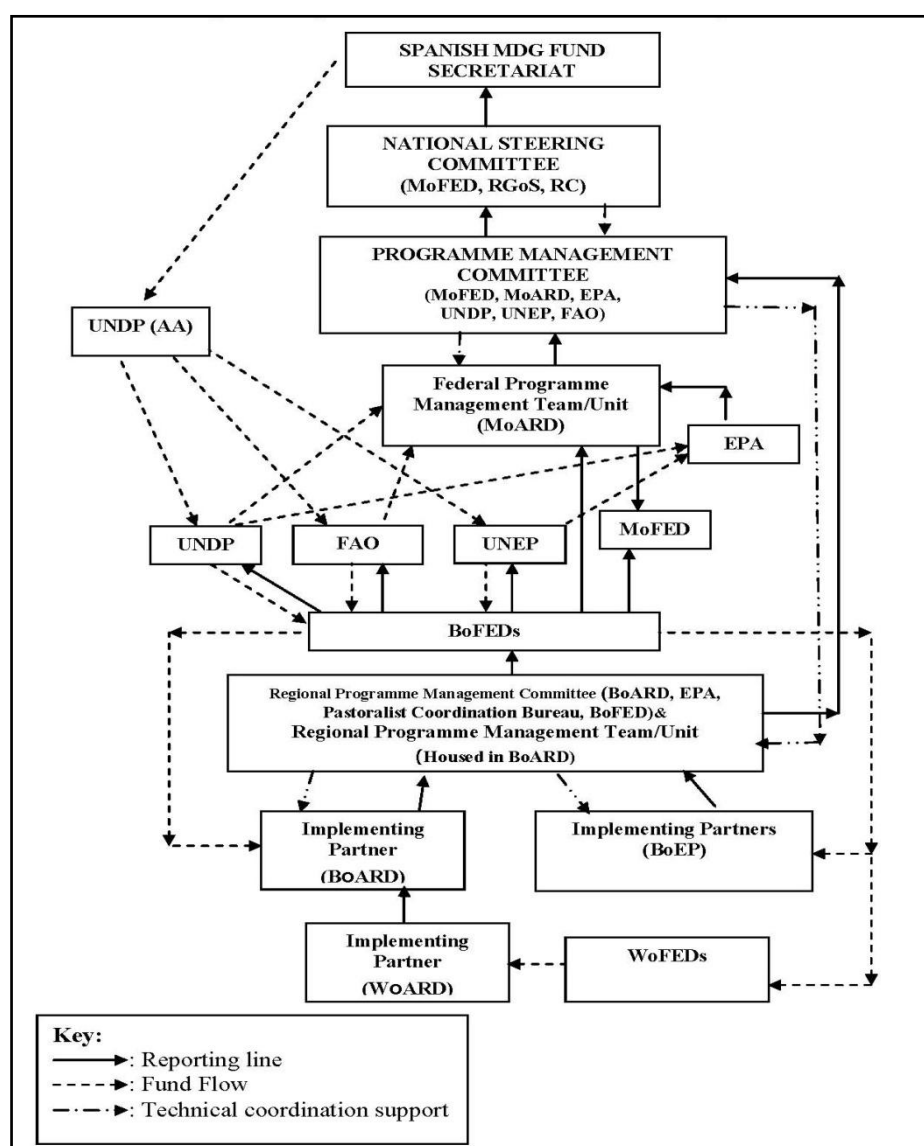 SPANISH MDG FUND
SECRETARIAT
NATIONAL STEERING
COMMITTEE
(MoFED, RGoS, RC)
PROGRAMME MANAGEMENT
COMMITTEE
(MoFED, MoARD, EPA,
UNDP, UNEP, FAO)
UNDP (AA)
Federal Programme
Management Team/Unit
(MoARD)
EPA
UNDP
FAO
UNEP
MoFED
BoFEDs
Regional Programme Management Committee (BoARD, EPA,
Pastoralist Coordination Bureau, BoFED)&
Regional Programme Management Team/Unit
(Housed in BoARD)
Implementing
Partner
(BoARD)
Implementing Partners
(BoEP)
Implementing
Partner
(WoARD)
WoFEDs
Key:
: Reporting line
: Fund Flow
: Technical coordination support